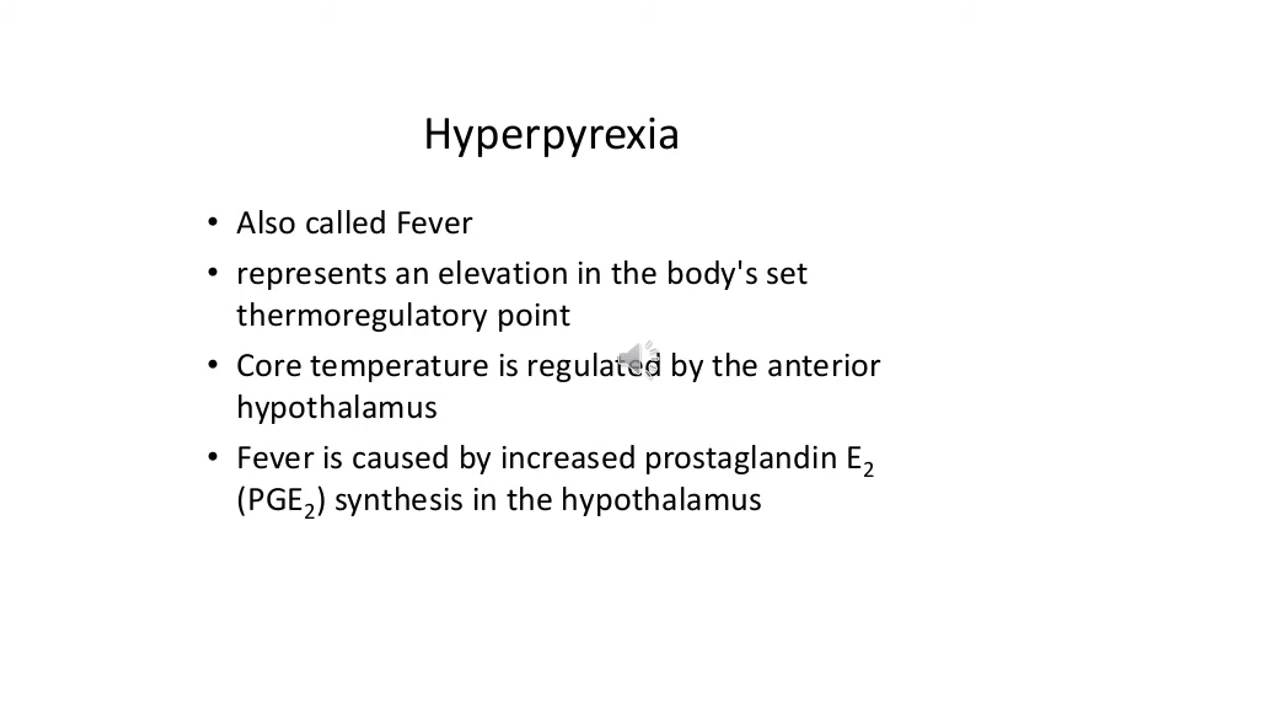 Hyperpyrexia
• Also called Fever
• represents an elevation in the body's set
thermoregulatory point
• Core temperature is regulated by the anterior
hypothalamus
• Fever is caused by increased prostaglandin E₂
(PGE₂) synthesis in the hypothalamus